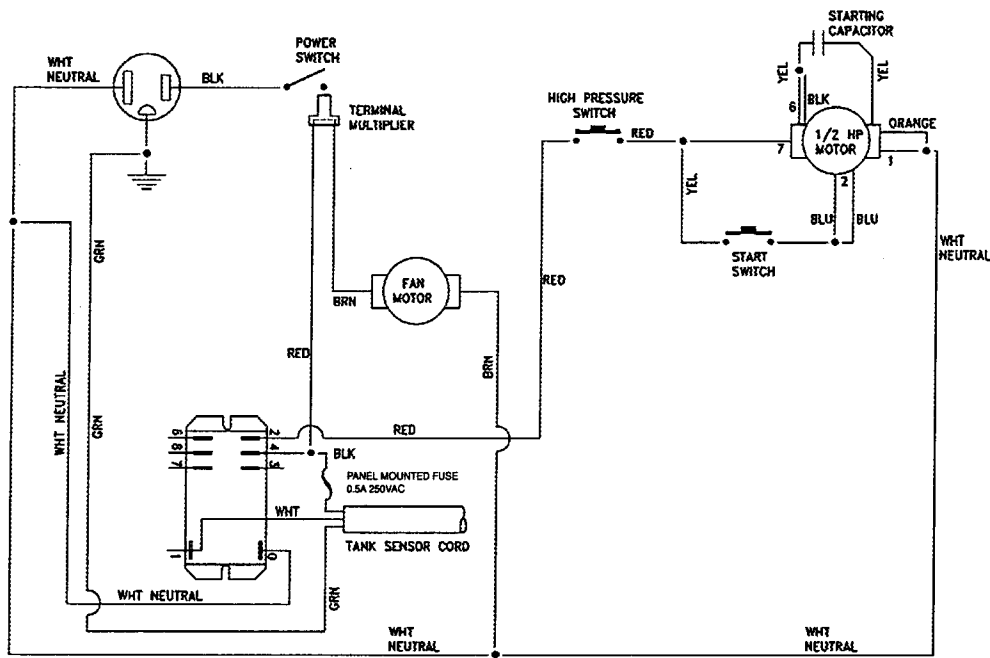 STARTING
CAPACITOR
POWER
SWITCH
WHT
NEUTRAL
BLK
YEL
YEL
HIGH PRESSURE
SWITCH
6
BLK
TERMINAL
MULTIPLIER
RED
7
1/2 HP
MOTOR
ORANGE
1
2
YEL
BLU
BLU
GRN
START
SWITCH
WHT
NEUTRAL
FAN
MOTOR
BRN
RED
RED
BRN
WHT NEUTRAL
GRN
6
8
7
2
4
3
RED
BLK
PANEL MOUNTED FUSE
0.5A 250VAC
WHT
TANK SENSOR CORD
1
0
WHT NEUTRAL
GRN
WHT
NEUTRAL
WHT
NEUTRAL